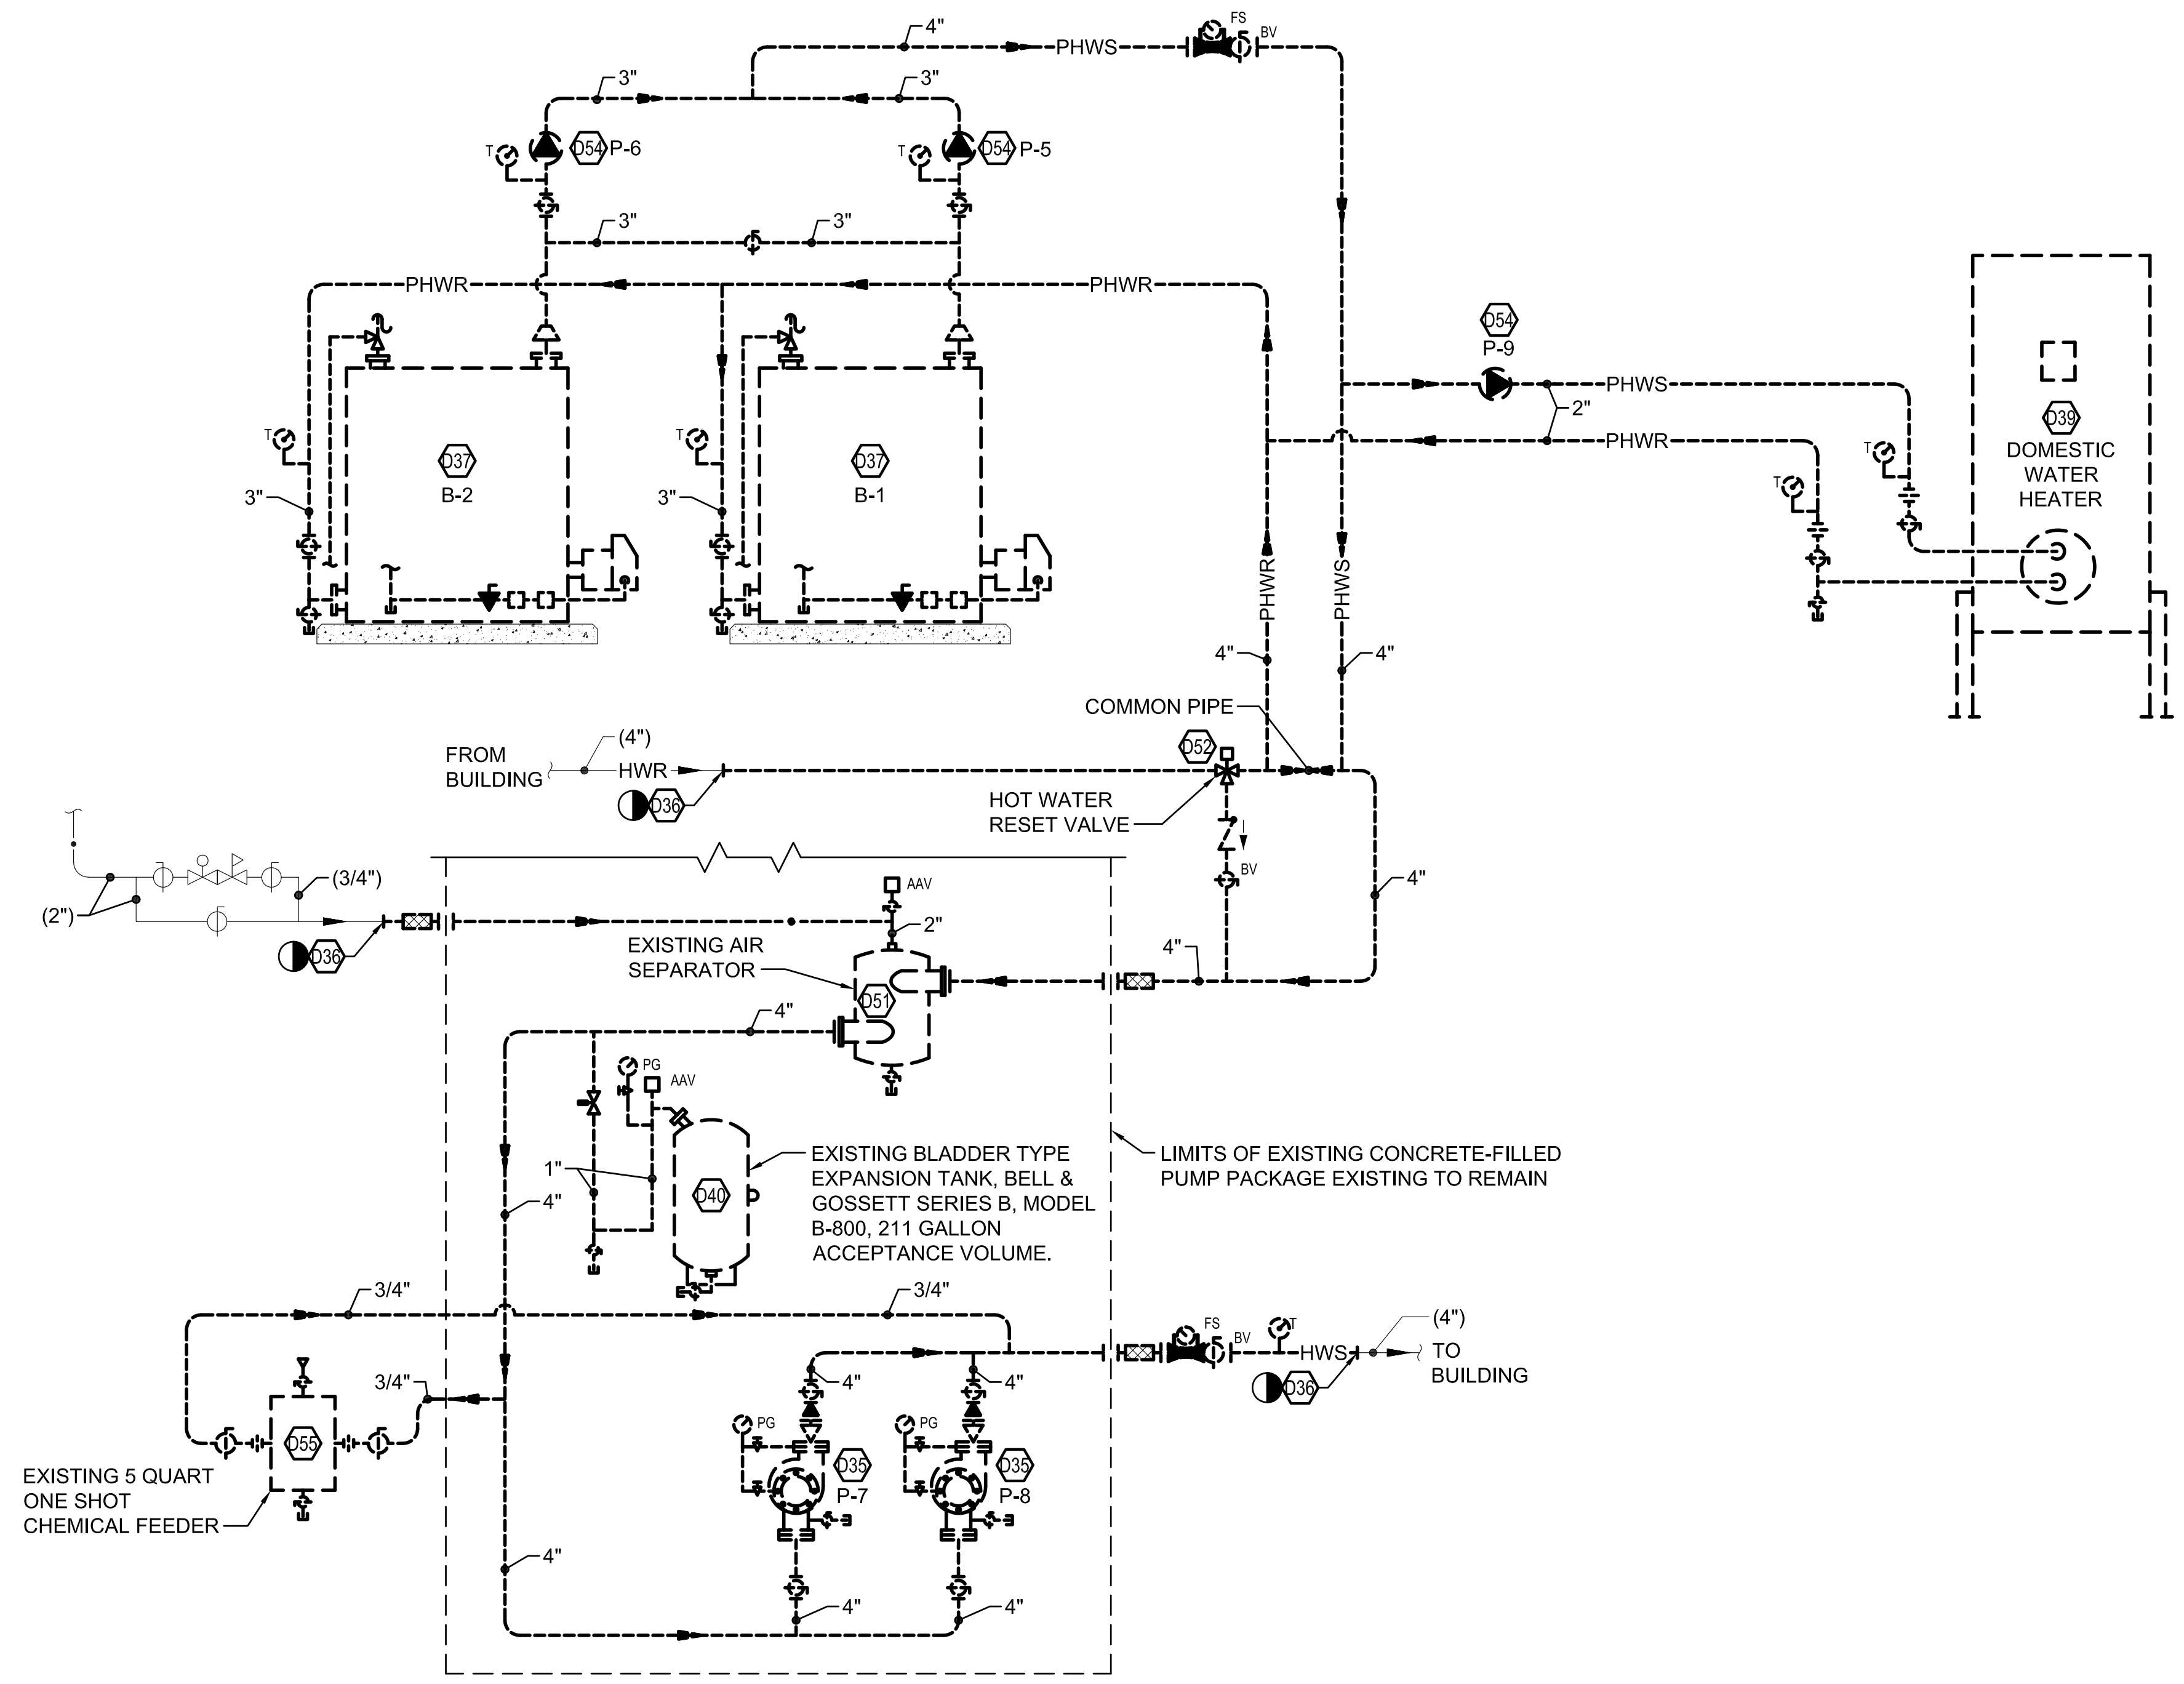 4"
PHWS
FS
BV
3"
3"
T
D54
P-6
T
D54
P-5
3"
3"
PHWR
PHWR
D54
P-9
PHWS
2"
PHWR
D39
DOMESTIC
WATER
HEATER
T
T
T
D37
B-2
3"
T
D37
B-1
3"
PHWR
PHWS
4"
4"
COMMON PIPE
(4")
FROM
BUILDING
HWR
D52
D36
HOT WATER
RESET VALVE
BV
4"
(3/4")
(2")
D36
AAV
2"
EXISTING AIR
SEPARATOR
D51
4"
4"
PG
AAV
1"
4"
D40
EXISTING BLADDER TYPE
EXPANSION TANK, BELL &
GOSSETT SERIES B, MODEL
B-800, 211 GALLON
ACCEPTANCE VOLUME.
LIMITS OF EXISTING CONCRETE-FILLED
PUMP PACKAGE EXISTING TO REMAIN
3/4"
3/4"
FS
BV
T
(4")
HWS
TO
BUILDING
D36
3/4"
4"
4"
PG
PG
D55
D35
P-7
D35
P-8
EXISTING 5 QUART
ONE SHOT
CHEMICAL FEEDER
4"
4"
4"